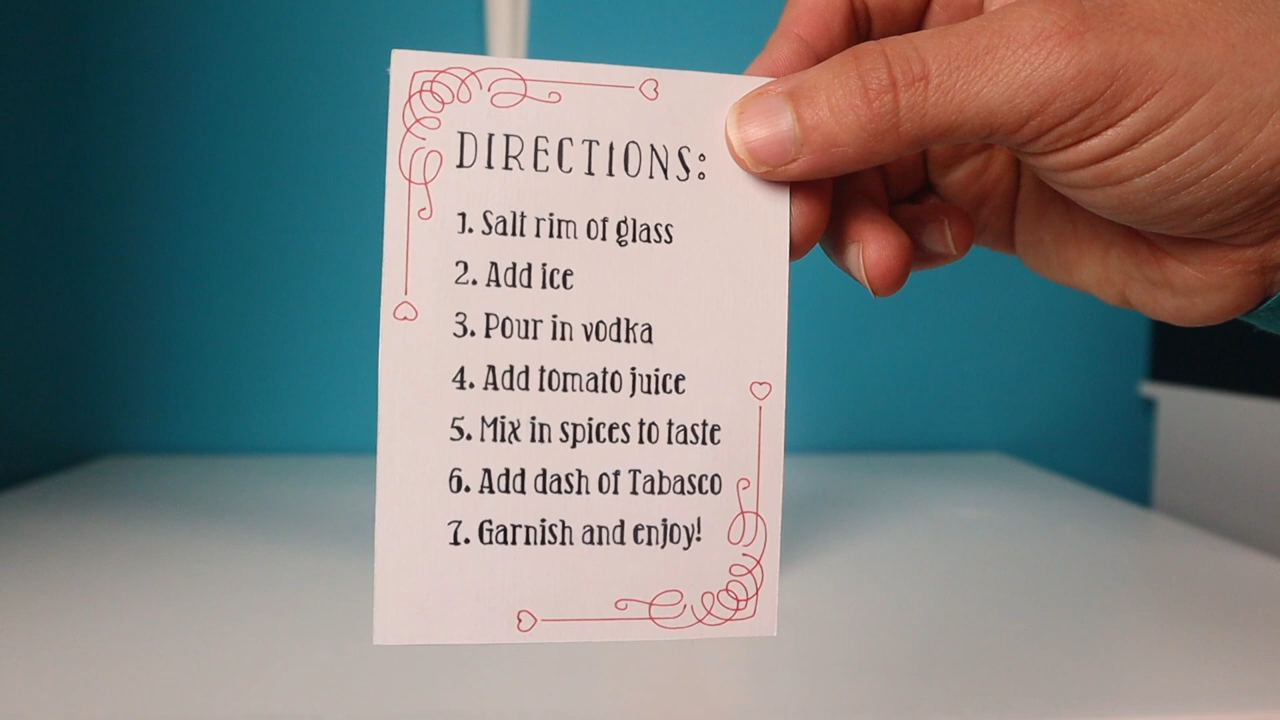 DIRECTIONS:
1. Salt rim of glass
2. Add ice
3. Pour in vodka
4. Add tomato juice
5. Mix in spices to taste
6. Add dash of Tabasco
7. Garnish and enjoy!